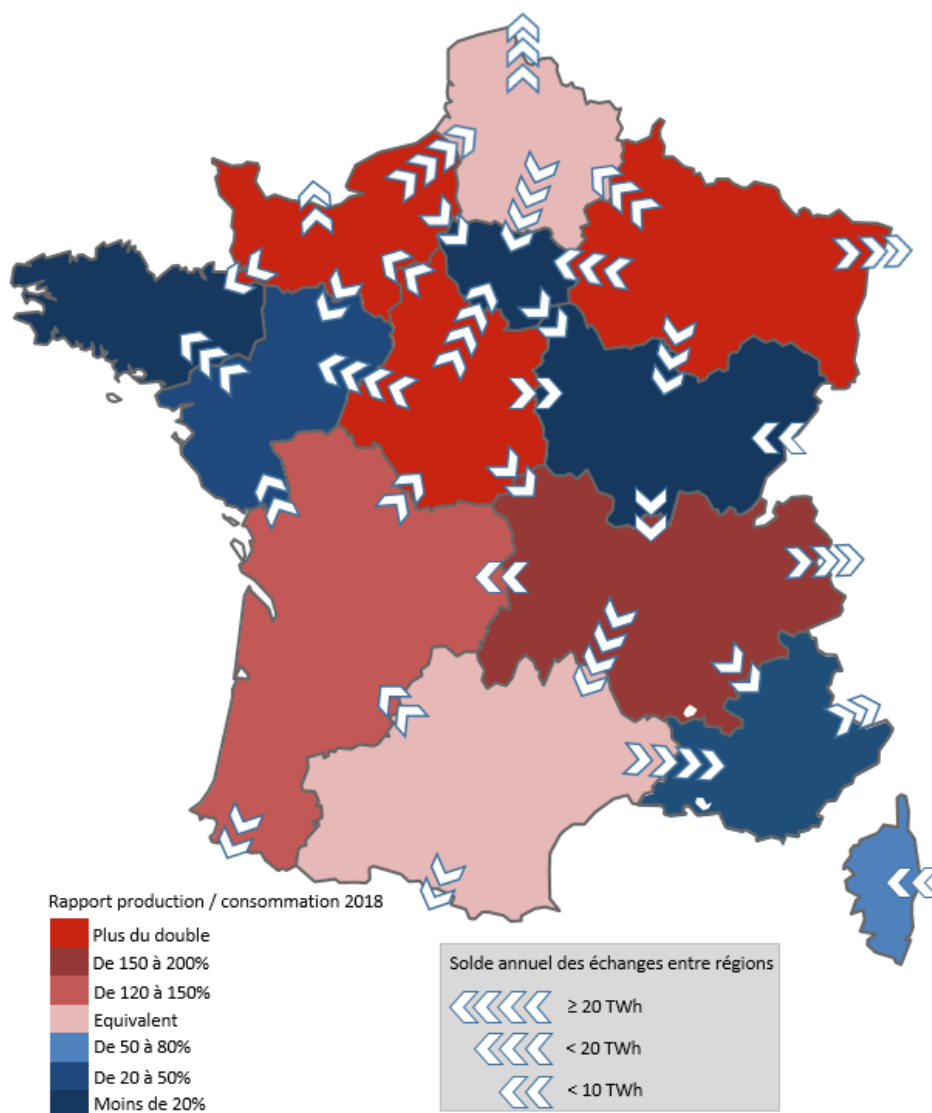 Rapport production / consommation 2018
Plus du double
De 150 à 200%
De 120 à 150%
Equivalent
De 50 à 80%
De 20 à 50%
Moins de 20%
Solde annuel des échanges entre régions
≥ 20 TWh
< 20 TWh
< 10 TWh